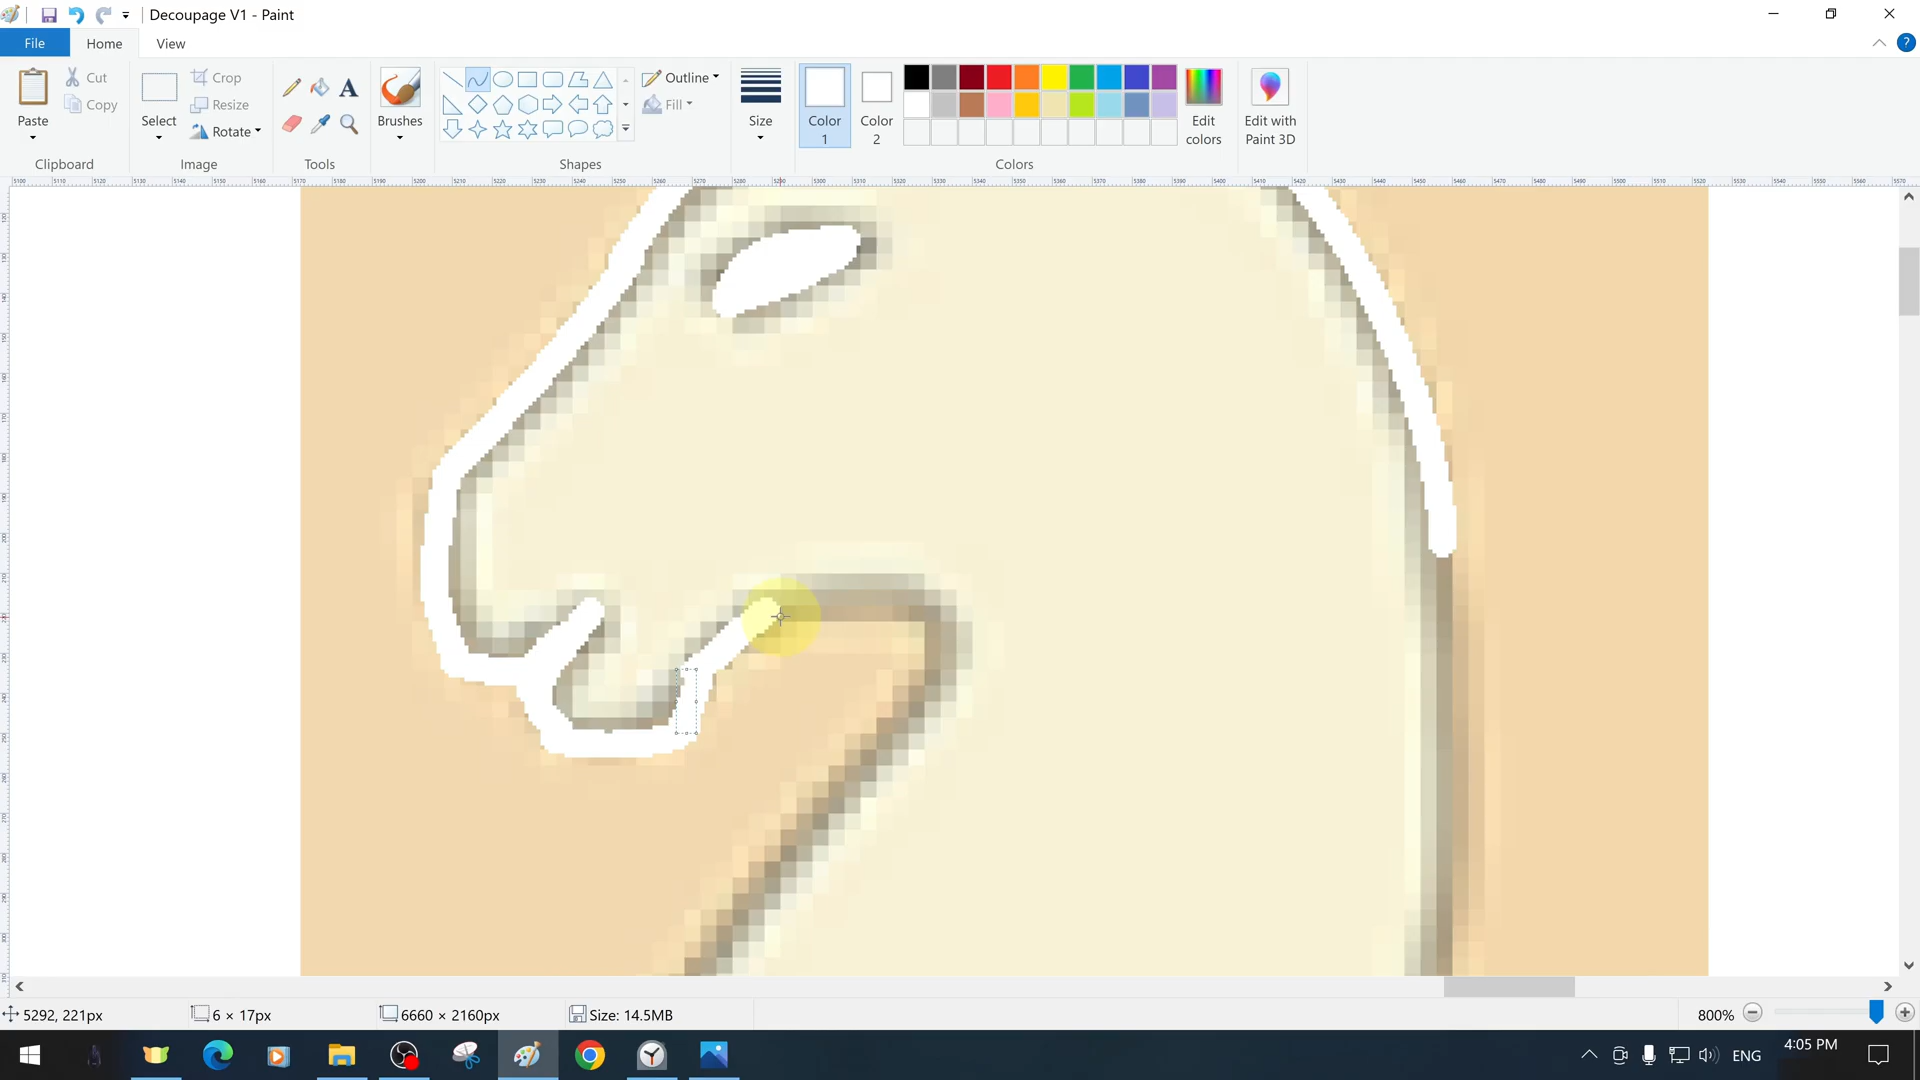 Decoupage V1 - Paint
File
Home
View
Paste
Cut
Copy
Clipboard
Select
Crop
Resize
Rotate
Image
A
Tools
Brushes
Shapes
Outline
Fill
Size
Color
1
Color
2
Colors
Edit
colors
Edit with
Paint 3D
5292, 221px
6 × 17px
6660 × 2160px
Size: 14.5MB
800%
ENG
4:05 PM